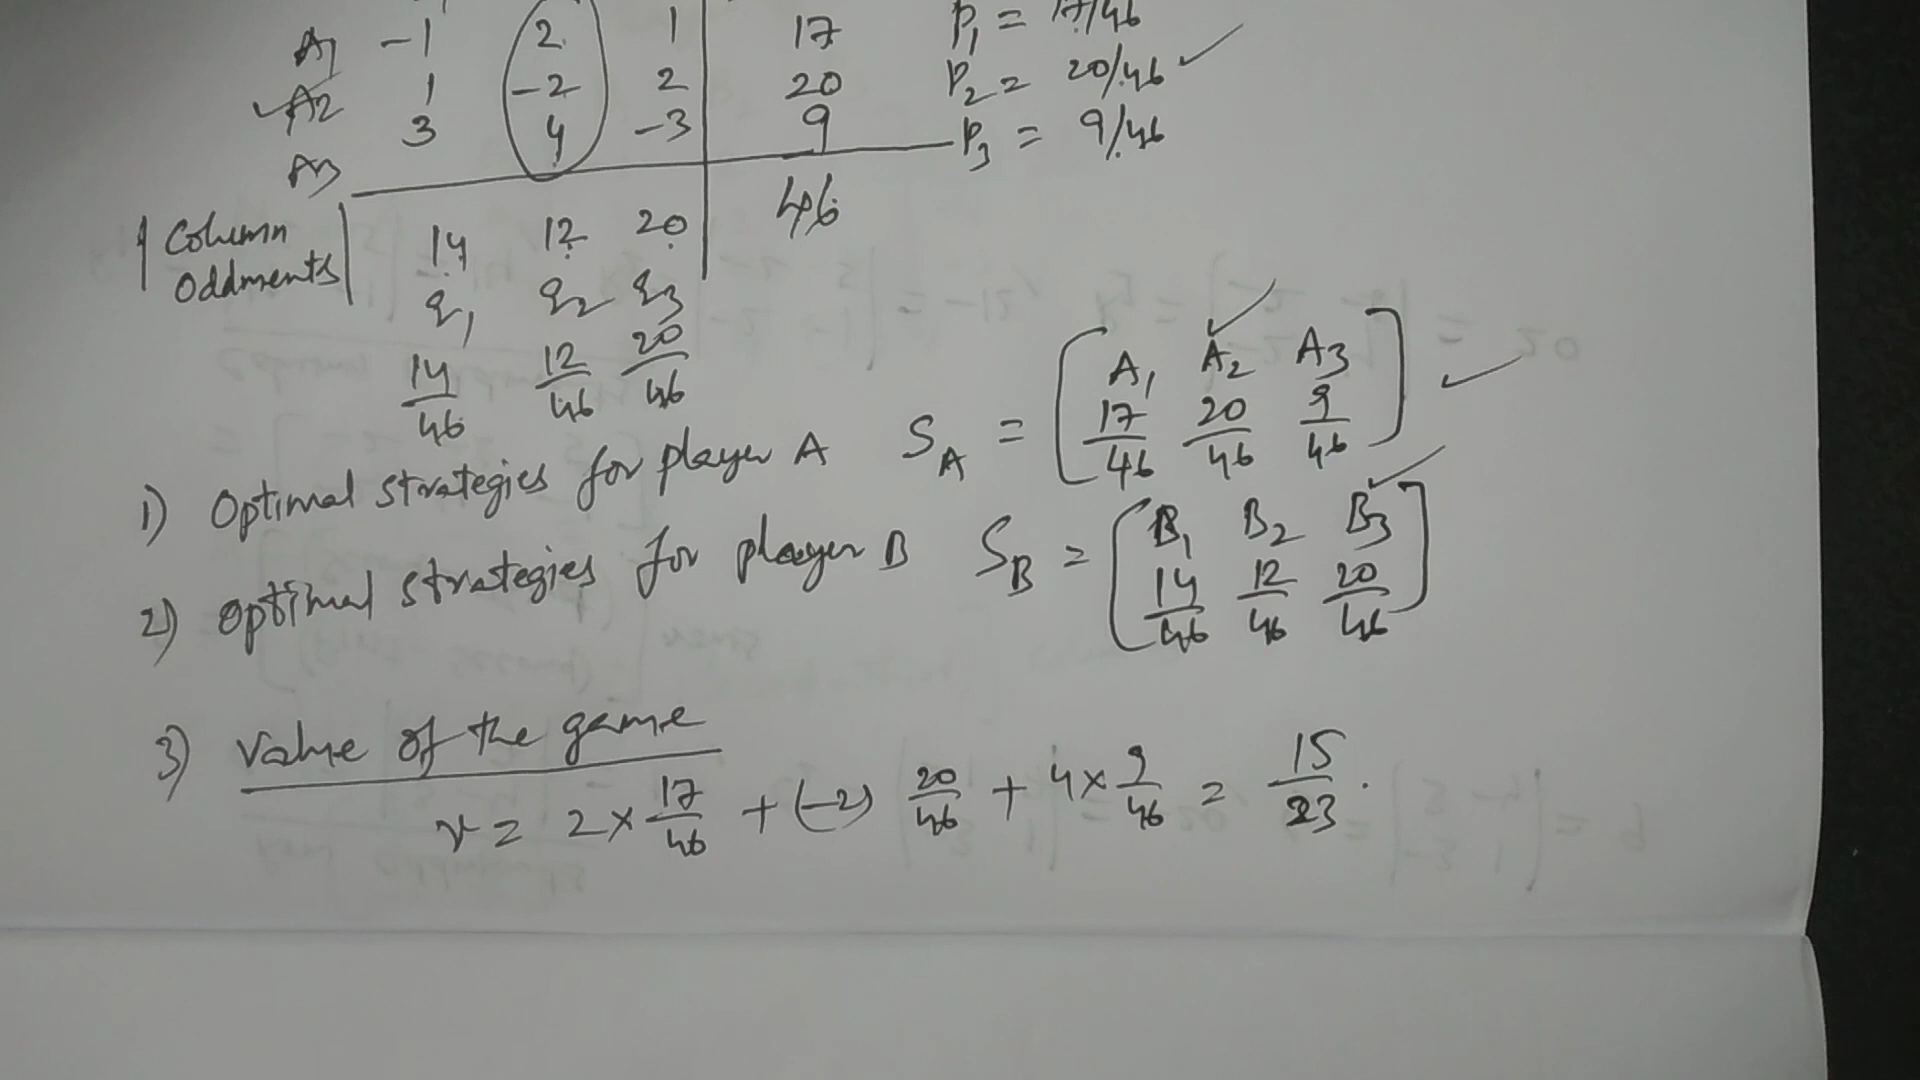 A1 -1 2 1 17 P1 = 17/46
A2 1 -2 2 20 P2 = 20/46
A3 3 4 -3 9 P3 = 9/46
46
Column Oddments 14 12 20
q1 q2 q3
14/46 12/46 20/46
1) Optimal strategies for player A SA = [A1 A2 A3
17/46 20/46 9/46]
2) optimal strategies for player B SB = [B1 B2 B3
14/46 12/46 20/46]
3) Value of the game
v = 2 x 17/46 + (-2) 20/46 + 4 x 9/46 = 15/23.